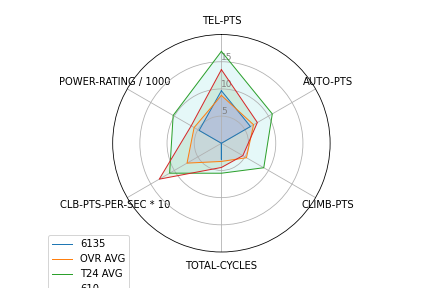 TEL-PTS
POWER-RATING / 1000
AUTO-PTS
15
10
5
CLB-PTS-PER-SEC * 10
CLIMB-PTS
TOTAL-CYCLES
6135
OVR AVG
T24 AVG
610